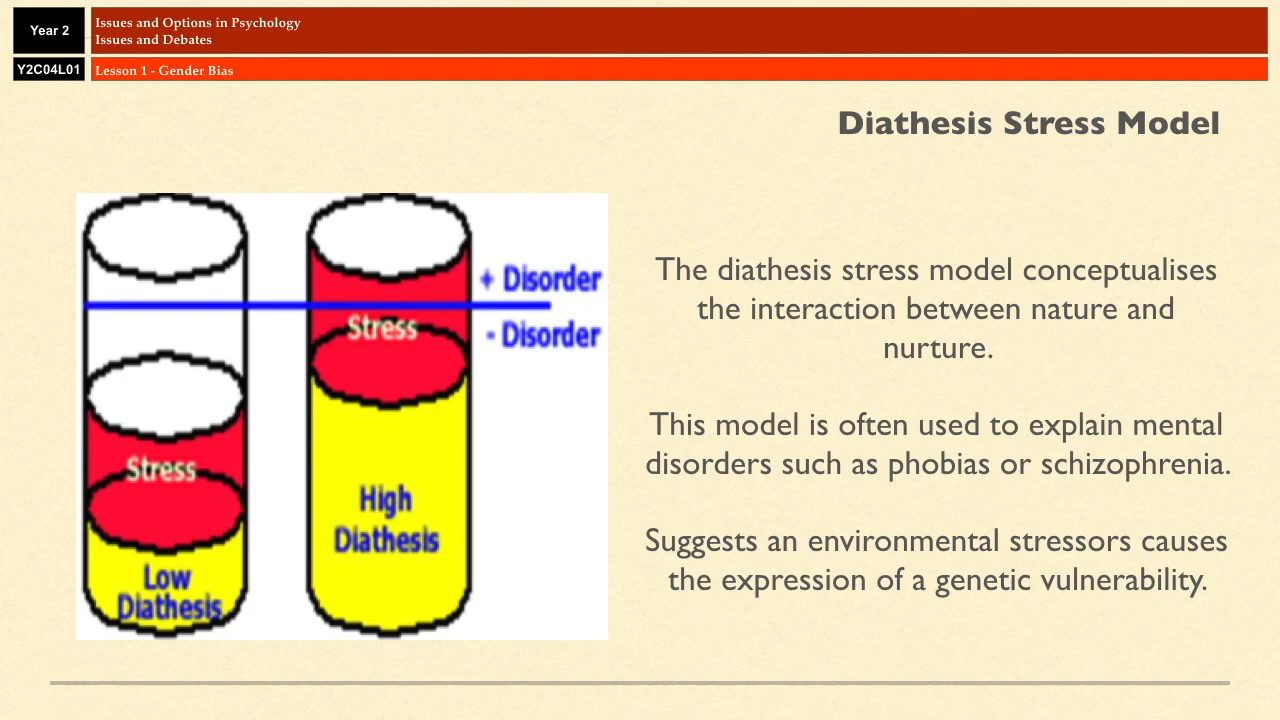 Year 2
Issues and Options in Psychology
Issues and Debates
Y2C04L01
Lesson 1 - Gender Bias
Diathesis Stress Model
+ Disorder
- Disorder
Stress
Stress
High
Diathesis
Low
Diathesis
The diathesis stress model conceptualises
the interaction between nature and
nurture.
This model is often used to explain mental
disorders such as phobias or schizophrenia.
Suggests an environmental stressors causes
the expression of a genetic vulnerability.